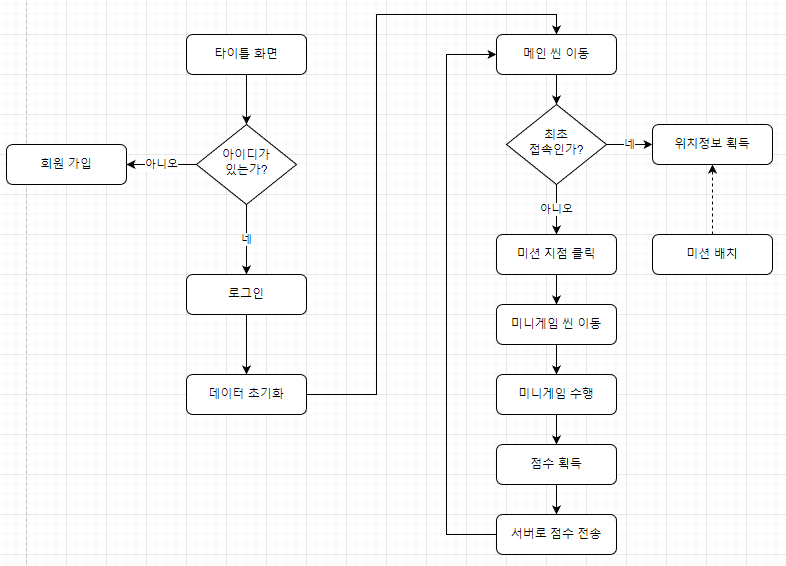 타이틀 화면
아이디가
있는가?
아니오
회원 가입
네
로그인
데이터 초기화
메인 씬 이동
최초
접속인가?
네
위치정보 획득
미션 배치
아니오
미션 지점 클릭
미니게임 씬 이동
미니게임 수행
점수 획득
서버로 점수 전송